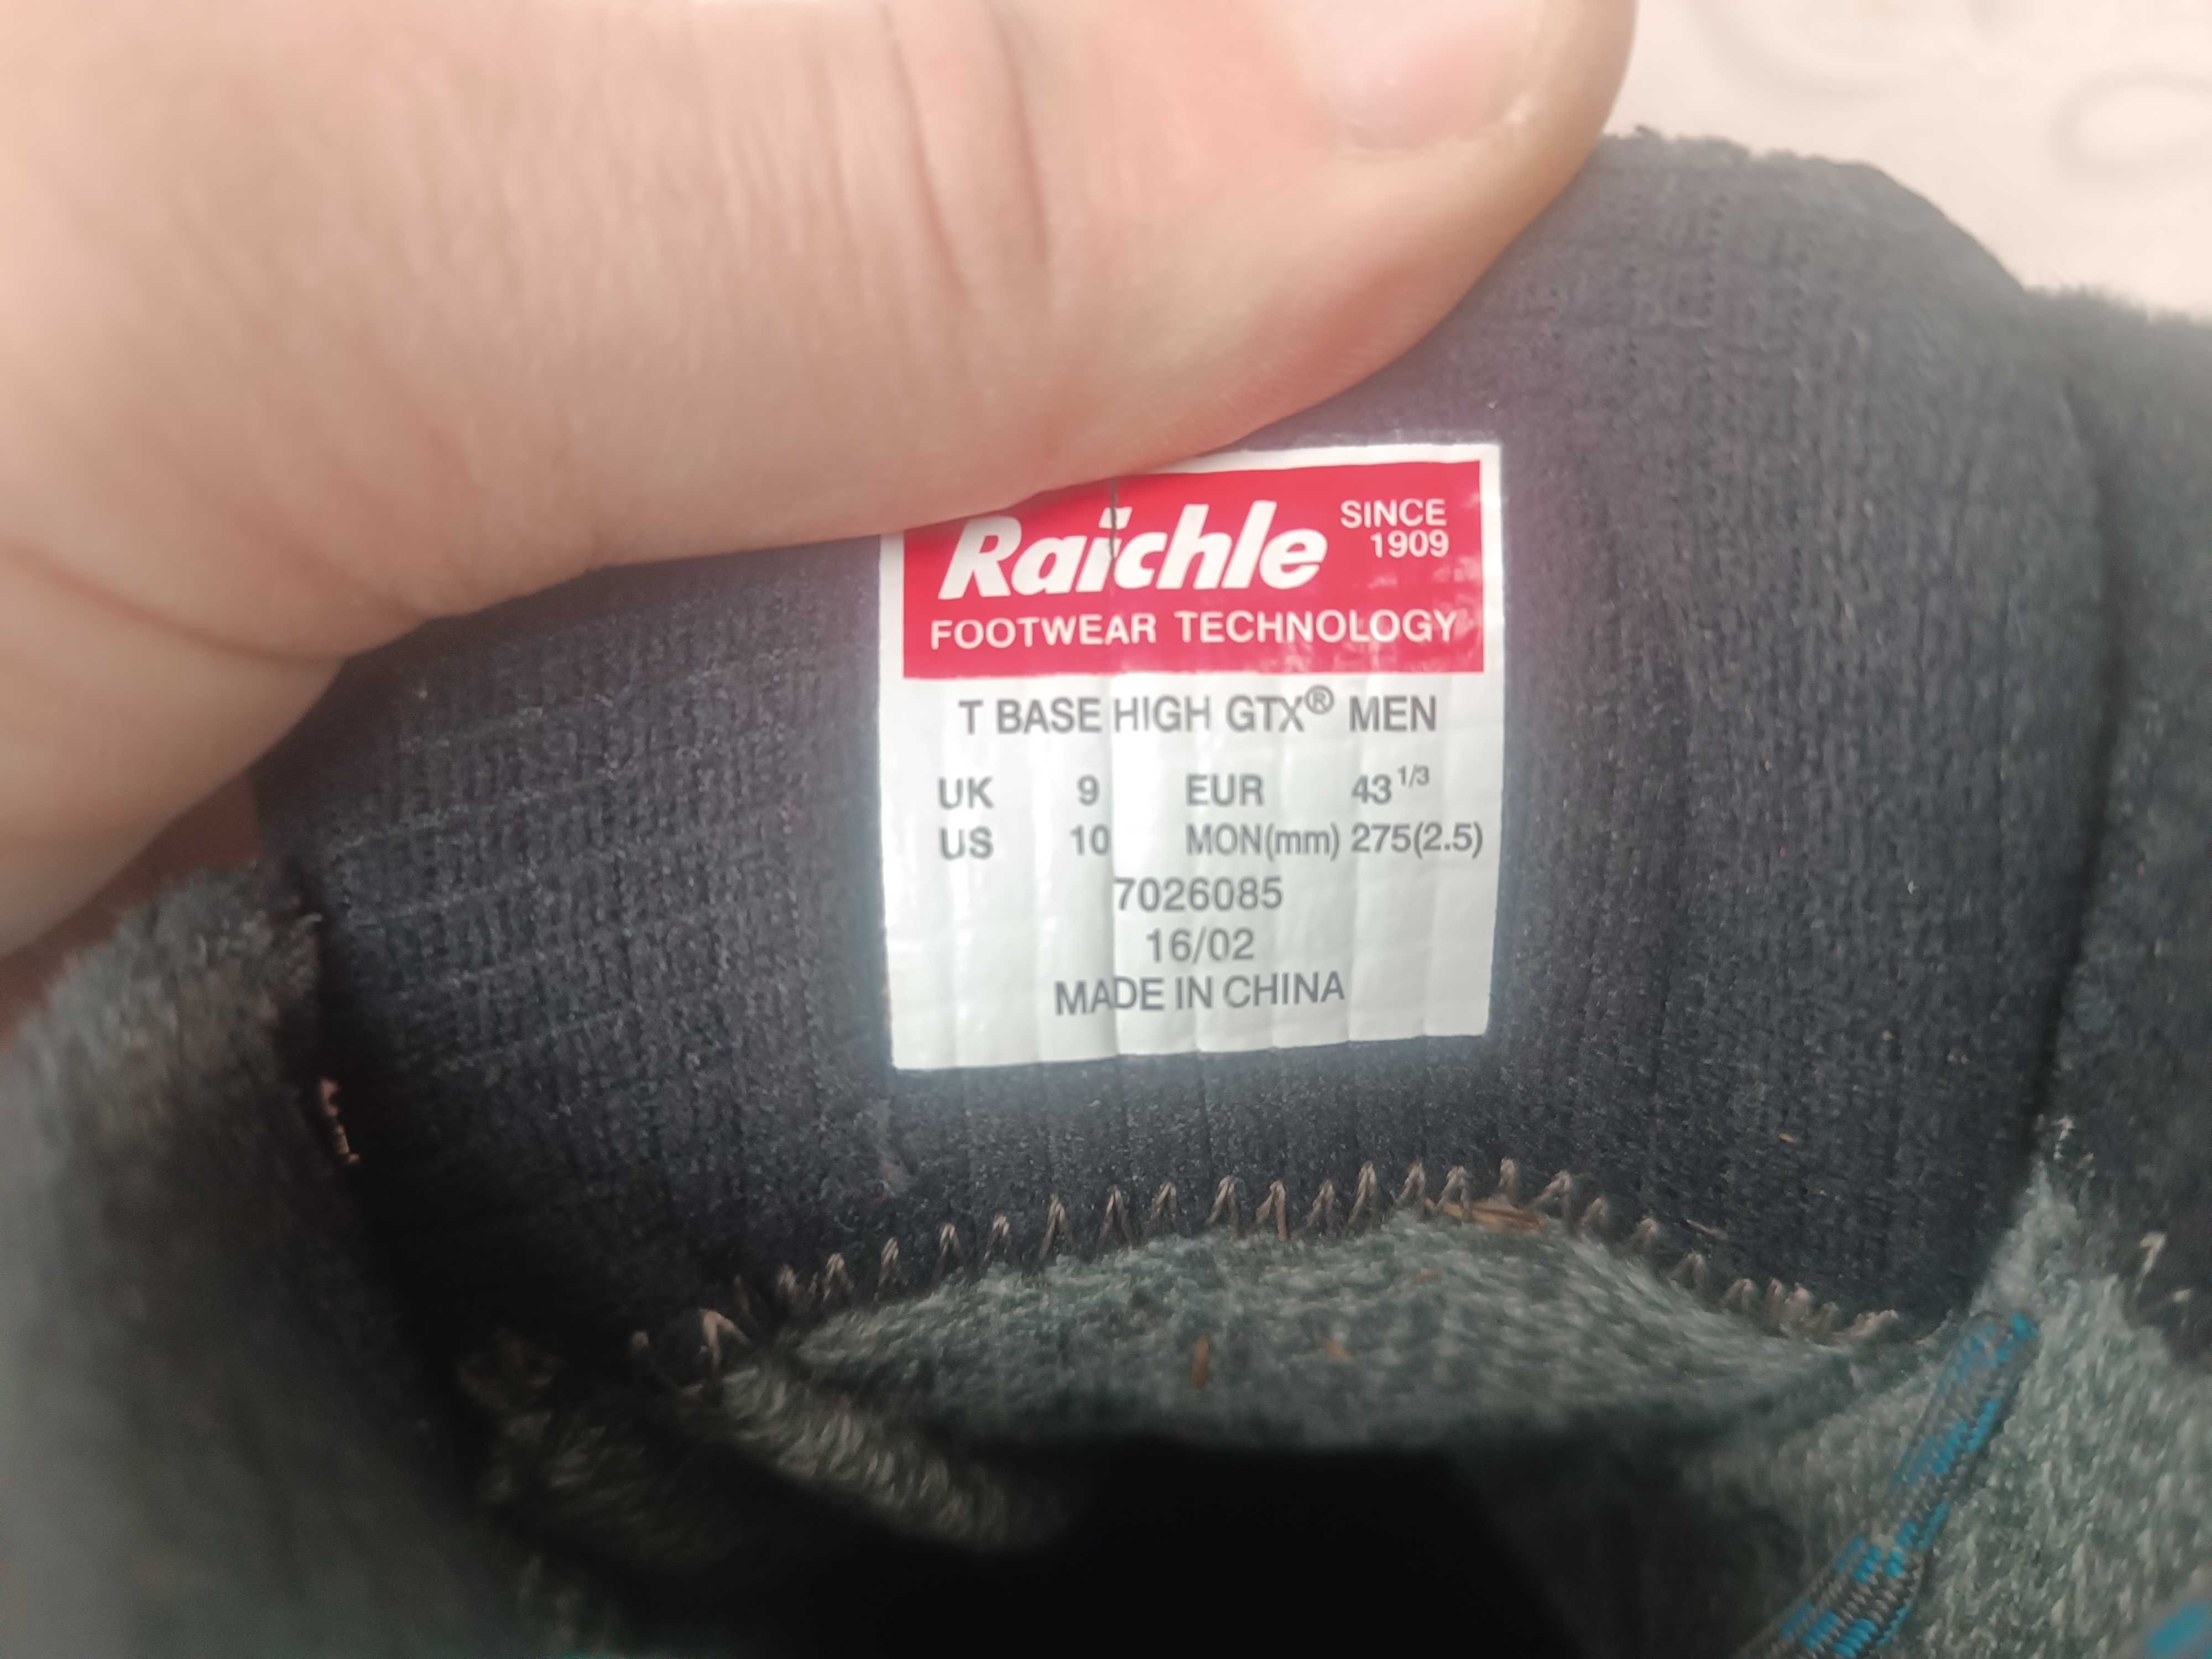 Raichle SINCE 1909
FOOTWEAR TECHNOLOGY
T BASE HIGH GTX® MEN
UK 9 EUR 43 1/3
US 10 MON(mm) 275(2.5)
7026085
16/02
MADE IN CHINA